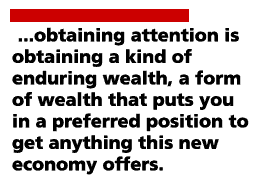 ...obtaining attention is
obtaining a kind of
enduring wealth, a form
of wealth that puts you
in a preferred position to
get anything this new
economy offers.